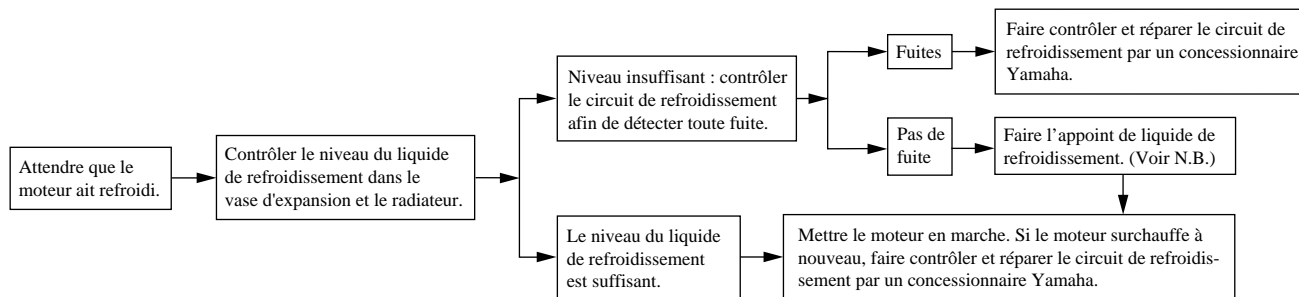 Attendre que le
moteur ait refroidi.
Contrôler le niveau du liquide
de refroidissement dans le
vase d'expansion et le radiateur.
Niveau insuffisant : contrôler
le circuit de refroidissement
afin de détecter toute fuite.
Fuites
Faire contrôler et réparer le circuit de
refroidissement par un concessionnaire
Yamaha.
Pas de
fuite
Faire l’appoint de liquide de
refroidissement. (Voir N.B.)
Le niveau du liquide
de refroidissement
est suffisant.
Mettre le moteur en marche. Si le moteur surchauffe à
nouveau, faire contrôler et réparer le circuit de refroidis-
sement par un concessionnaire Yamaha.